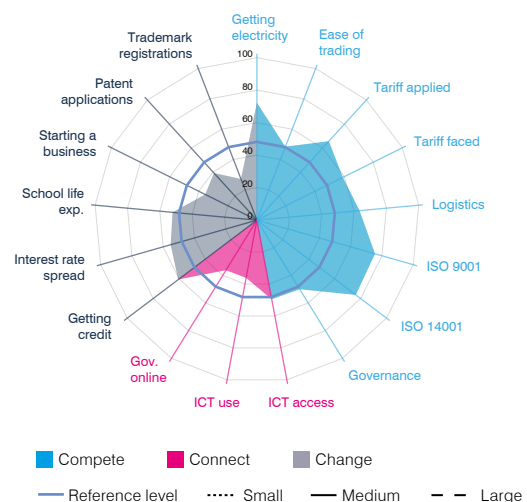 Getting
electricity
Ease of
trading
Tariff applied
Tariff faced
Logistics
ISO 9001
ISO 14001
Governance
ICT access
ICT use
Gov.
online
Getting
credit
Interest rate
spread
School life
exp.
Starting a
business
Patent
applications
Trademark
registrations
100
80
60
40
20
0
Compete Connect Change
Reference level Small Medium Large